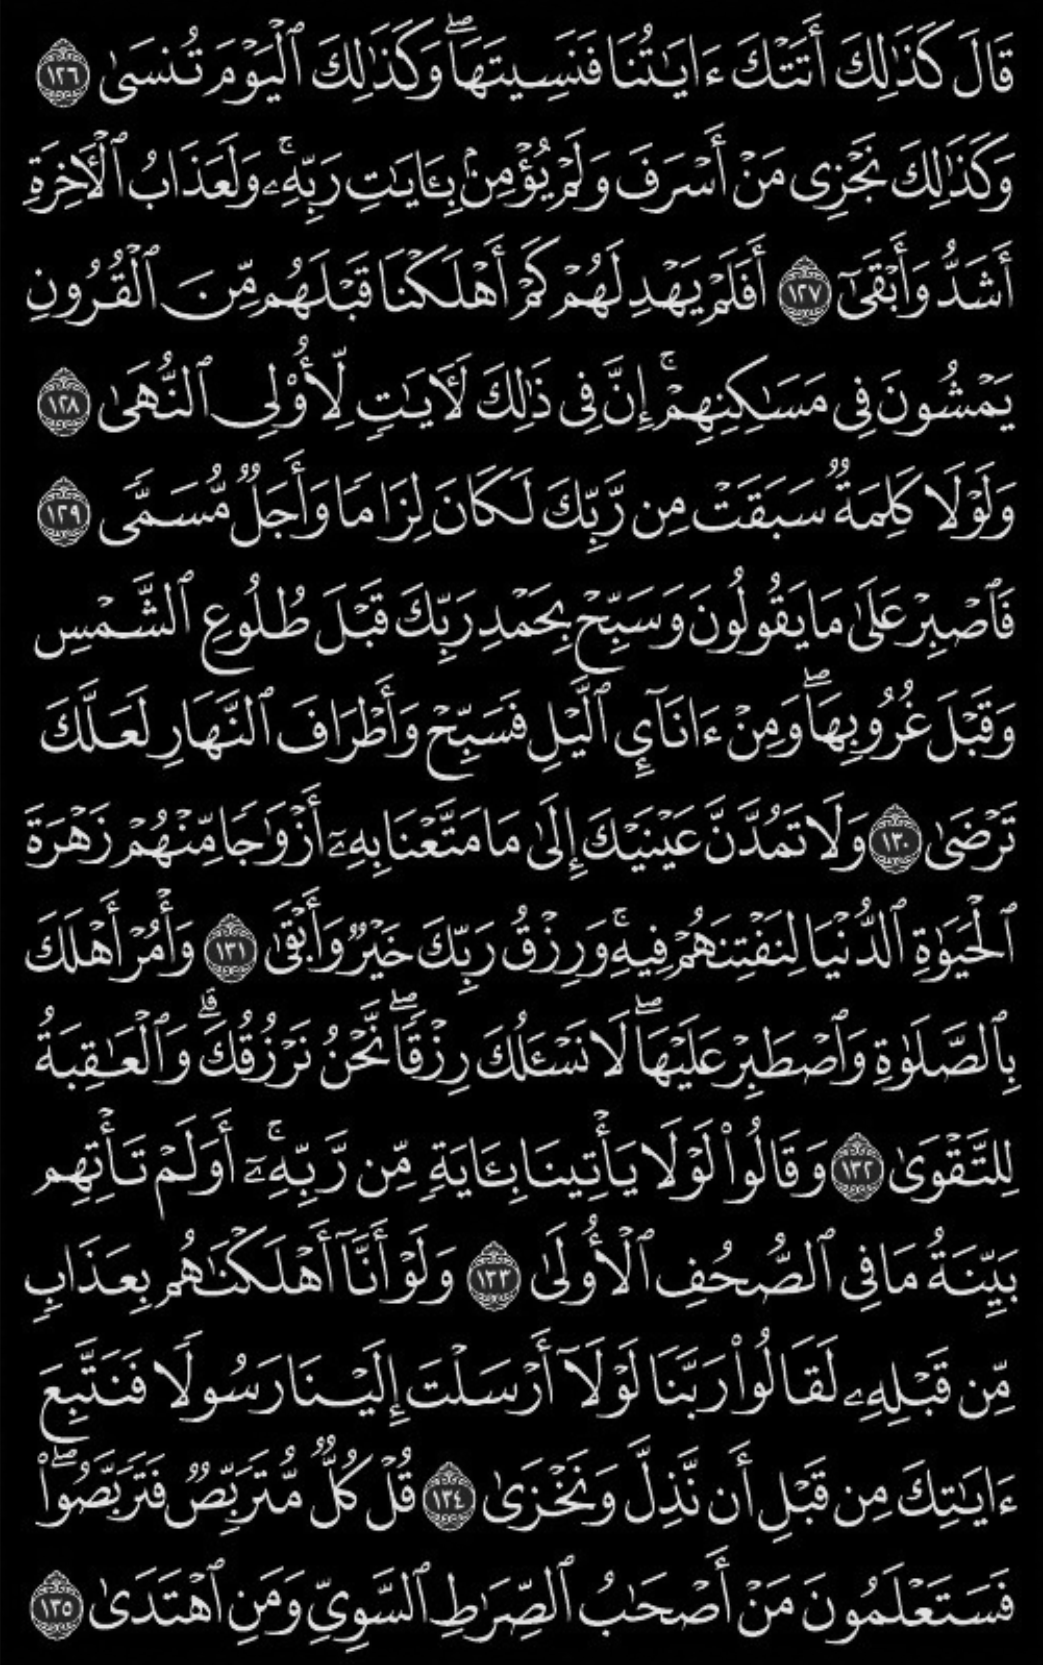 قَالَ كَذَٰلِكَ أَتَتْكَ ءَايَٰتُنَا فَنَسِيتَهَا ۖ وَكَذَٰلِكَ ٱلْيَوْمَ تُنسَىٰ ١٢٦
وَكَذَٰلِكَ نَجْزِى مَنْ أَسْرَفَ وَلَمْ يُؤْمِنۢ بِـَٔايَٰتِ رَبِّهِۦ ۚ وَلَعَذَابُ ٱلْـَٔاخِرَةِ
أَشَدُّ وَأَبْقَىٰٓ ١٢٧ أَفَلَمْ يَهْدِ لَهُمْ كَمْ أَهْلَكْنَا قَبْلَهُم مِّنَ ٱلْقُرُونِ
يَمْشُونَ فِى مَسَٰكِنِهِمْ ۚ إِنَّ فِى ذَٰلِكَ لَـَٔايَٰتٍ لِّأُو۟لِى ٱلنُّهَىٰ ١٢٨
وَلَوْلَا كَلِمَةٌ سَبَقَتْ مِن رَّبِّكَ لَكَانَ لِزَامًا وَأَجَلٌ مُّسَمًّى ١٢٩
فَٱصْبِرْ عَلَىٰ مَا يَقُولُونَ وَسَبِّحْ بِحَمْدِ رَبِّكَ قَبْلَ طُلُوعِ ٱلشَّمْسِ
وَقَبْلَ غُرُوبِهَا ۖ وَمِنْ ءَانَآئِ ٱلَّيْلِ فَسَبِّحْ وَأَطْرَافَ ٱلنَّهَارِ لَعَلَّكَ
تَرْضَىٰ ١٣٠ وَلَا تَمُدَّنَّ عَيْنَيْكَ إِلَىٰ مَا مَتَّعْنَا بِهِۦٓ أَزْوَٰجًا مِّنْهُمْ زَهْرَةَ
ٱلْحَيَوٰةِ ٱلدُّنْيَا لِنَفْتِنَهُمْ فِيهِ ۚ وَرِزْقُ رَبِّكَ خَيْرٌ وَأَبْقَىٰ ١٣١ وَأْمُرْ أَهْلَكَ
بِٱلصَّلَوٰةِ وَٱصْطَبِرْ عَلَيْهَا ۖ لَا نَسْـَٔلُكَ رِزْقًا ۖ نَّحْنُ نَرْزُقُكَ ۗ وَٱلْعَٰقِبَةُ
لِلتَّقْوَىٰ ١٣٢ وَقَالُوا۟ لَوْلَا يَأْتِينَا بِـَٔايَةٍ مِّن رَّبِّهِۦٓ ۚ أَوَلَمْ تَأْتِهِم
بَيِّنَةُ مَا فِى ٱلصُّحُفِ ٱلْأُولَىٰ ١٣٣ وَلَوْ أَنَّآ أَهْلَكْنَٰهُم بِعَذَابٍ
مِّن قَبْلِهِۦ لَقَالُوا۟ رَبَّنَا لَوْلَآ أَرْسَلْتَ إِلَيْنَا رَسُولًا فَنَتَّبِعَ
ءَايَٰتِكَ مِن قَبْلِ أَن نَّذِلَّ وَنَخْزَىٰ ١٣٤ قُلْ كُلٌّ مُّتَرَبِّصٌ فَتَرَبَّصُوا۟ ۖ
فَسَتَعْلَمُونَ مَنْ أَصْحَٰبُ ٱلصِّرَٰطِ ٱلسَّوِىِّ وَمَنِ ٱهْتَدَىٰ ١٣٥